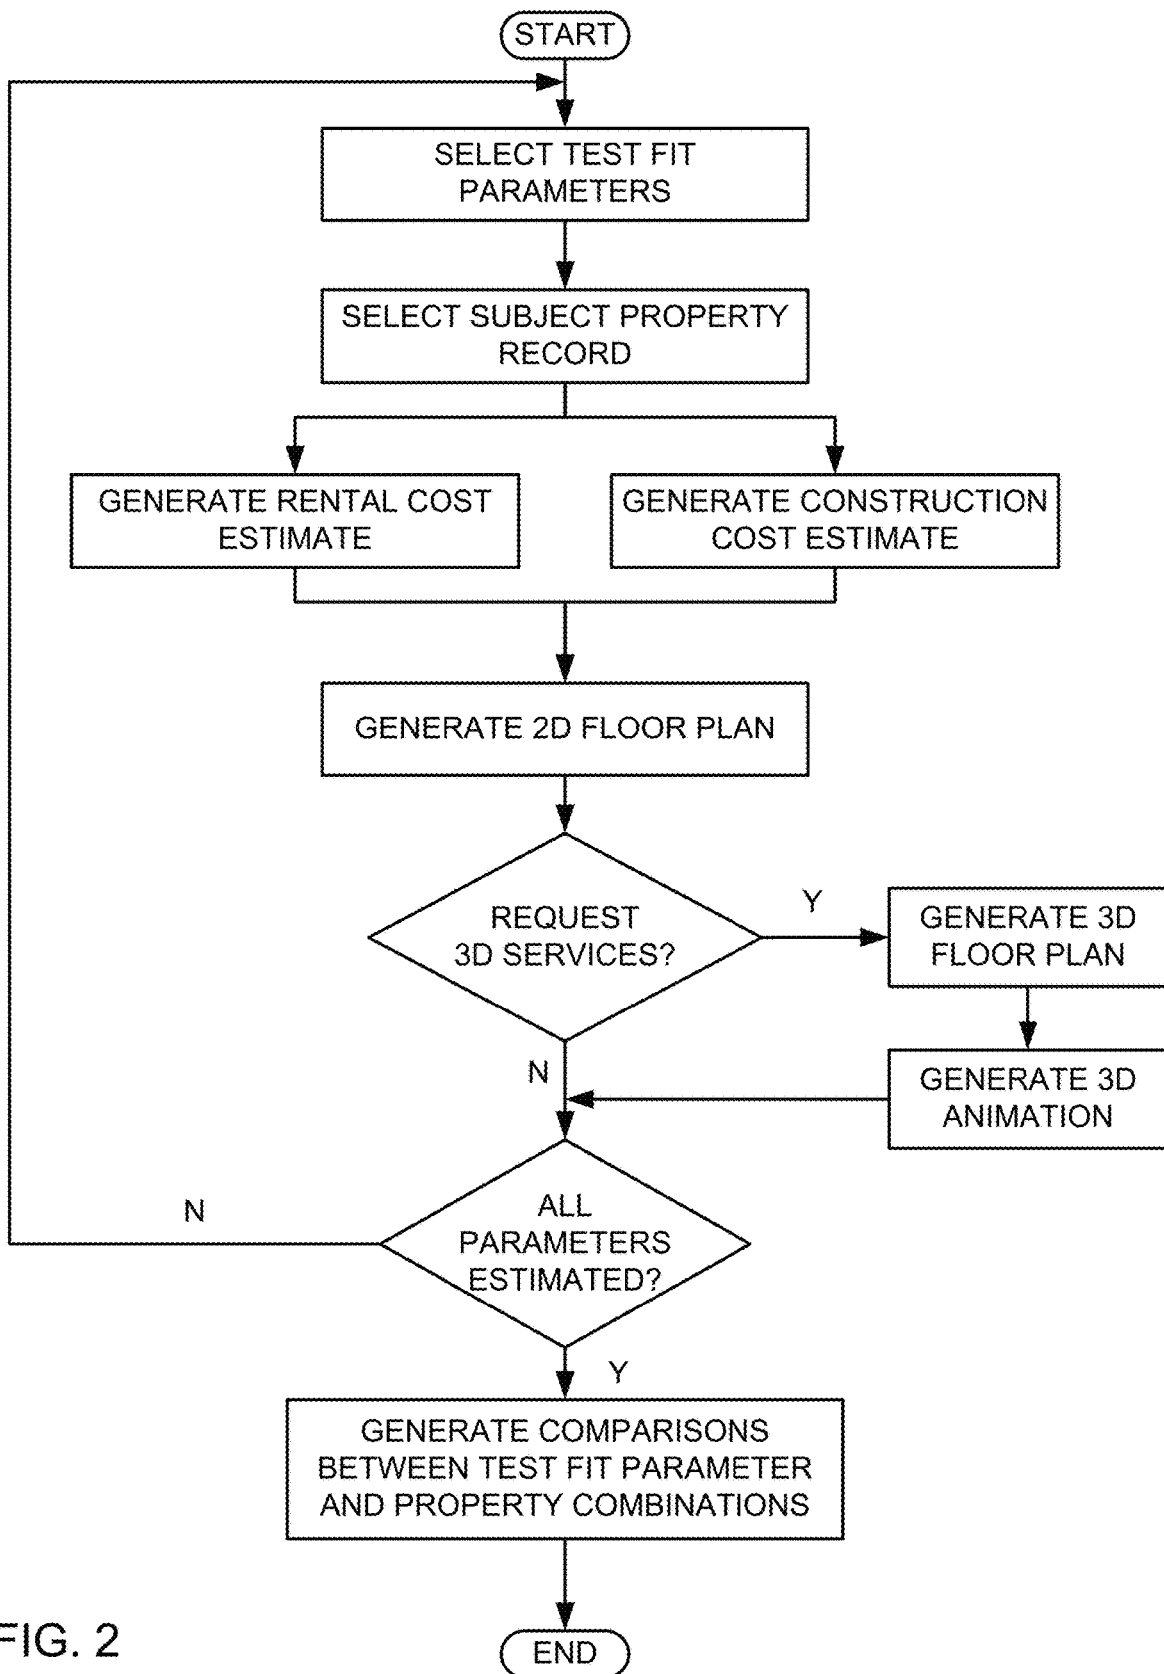 START
SELECT TEST FIT
PARAMETERS
SELECT SUBJECT PROPERTY
RECORD
GENERATE RENTAL COST
ESTIMATE
GENERATE CONSTRUCTION
COST ESTIMATE
GENERATE 2D FLOOR PLAN
REQUEST
3D SERVICES?
Y
GENERATE 3D
FLOOR PLAN
N
GENERATE 3D
ANIMATION
N
ALL
PARAMETERS
ESTIMATED?
Y
GENERATE COMPARISONS
BETWEEN TEST FIT PARAMETER
AND PROPERTY COMBINATIONS
FIG. 2
END